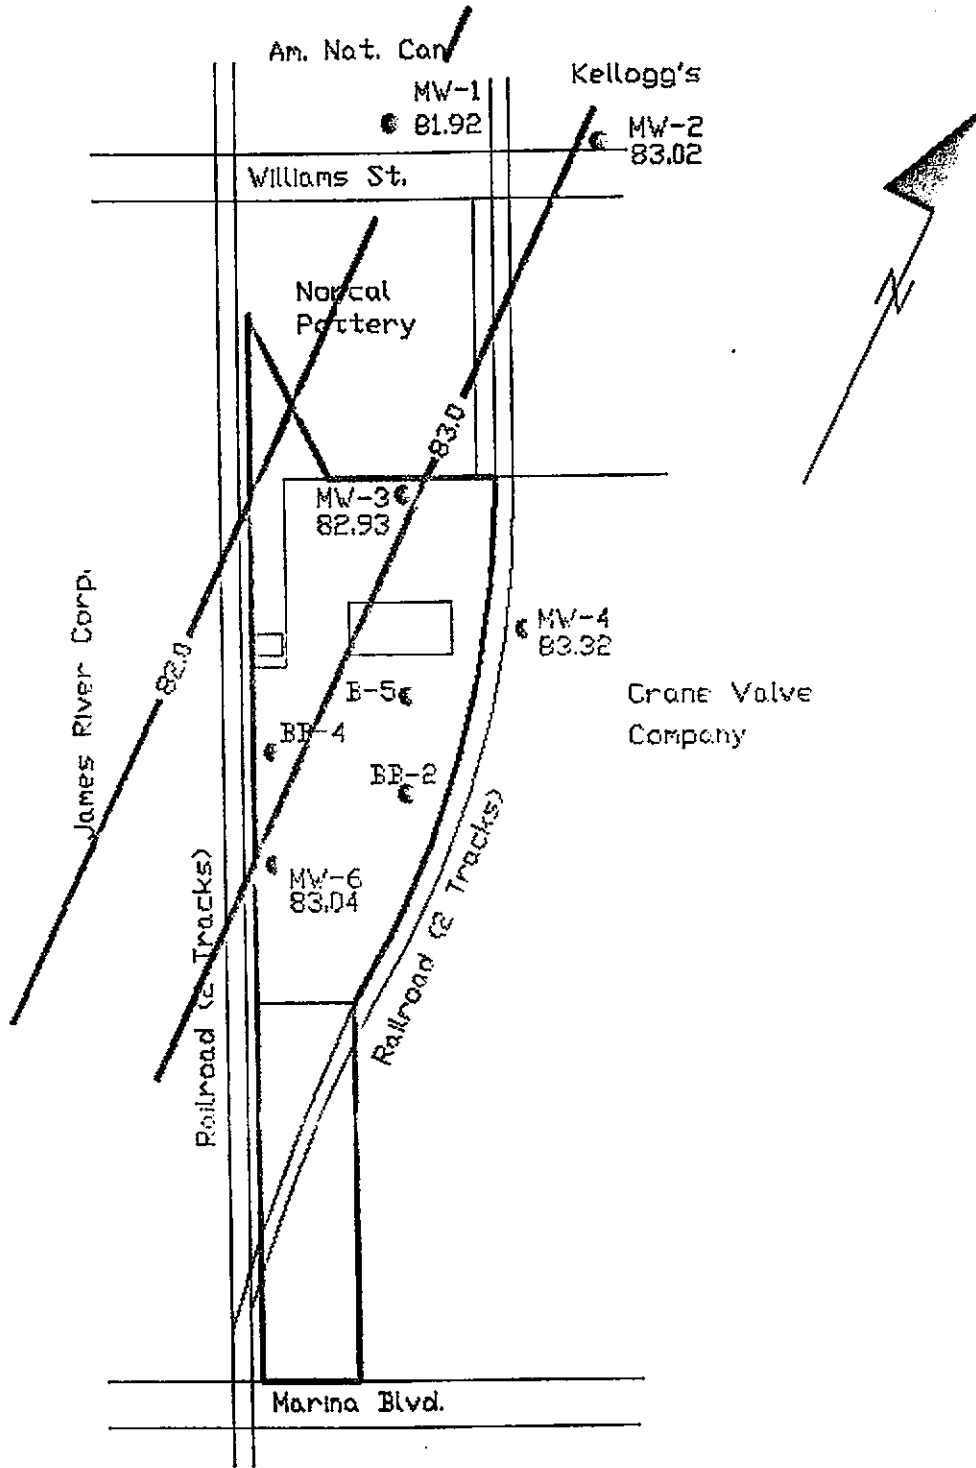 Am. Nat. Can
Kellogg's
MW-1
81.92
MW-2
83.02
Williams St.
N
Norcal
Pottery
83.0
MW-3
82.93
MW-4
83.32
James River Corp.
82.0
B-5
Crane Valve
Company
BB-4
BB-2
MW-6
83.04
Railroad (2 Tracks)
Railroad (2 Tracks)
Marina Blvd.